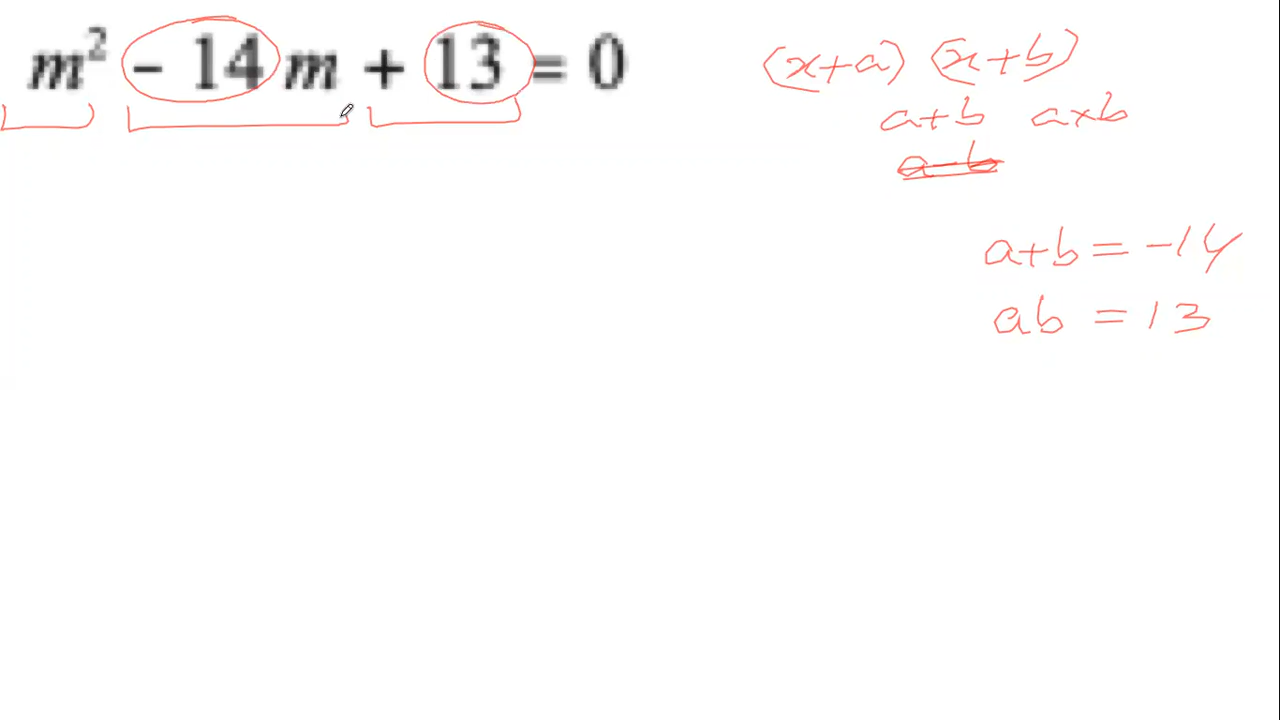 m² – 14 m + 13 = 0
(x+a) (x+b)
a+b a×b
a-b
a+b = -14
ab = 13